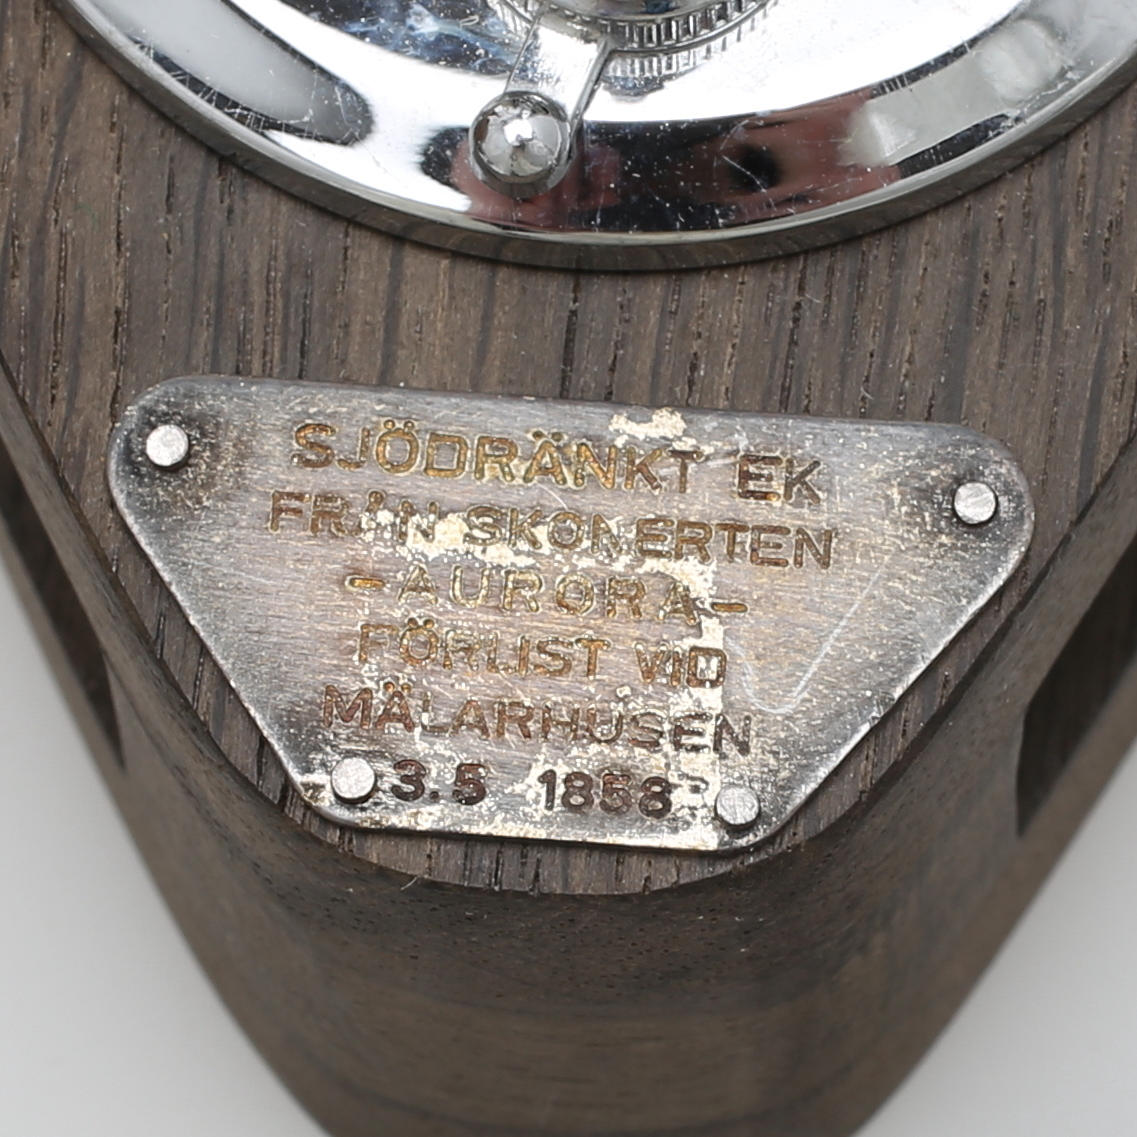 SJÖDRÄNKT EK
FRÅN SKONERTEN
-AURORA-
FÖRLIST VID
MÄLARHUSEN
3.5 1858